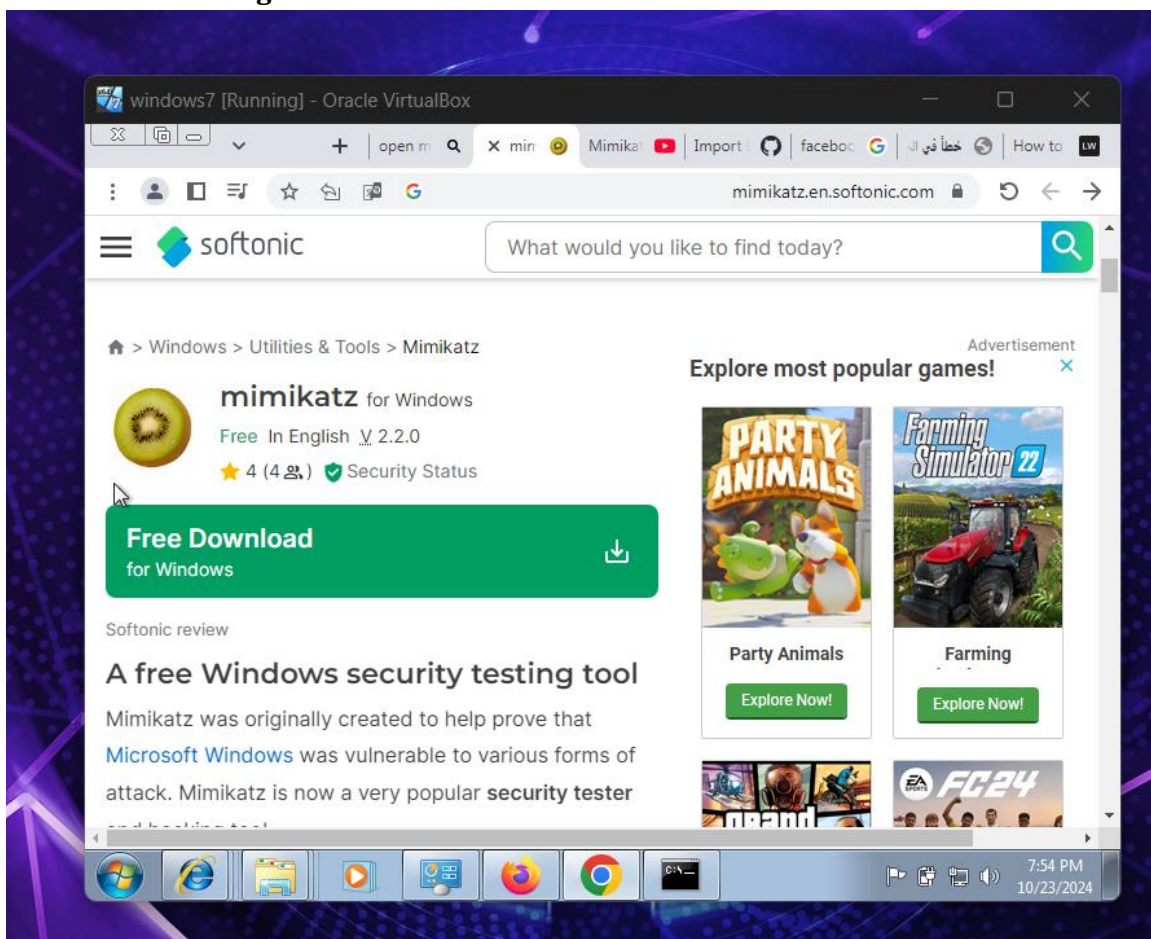 windows7 [Running] - Oracle VirtualBox
open m
min
Mimikat
Import
faceboo
خطأ في ال
How to
LW
mimikatz.en.softonic.com
softonic
What would you like to find today?
> Windows > Utilities & Tools > Mimikatz
Advertisement
Explore most popular games!
mimikatz for Windows
Free In English V 2.2.0
4 (4) Security Status
Free Download
for Windows
PARTY
ANIMALS
Farming
Simulator 22
Softonic review
Party Animals
Farming
Explore Now!
Explore Now!
A free Windows security testing tool
Mimikatz was originally created to help prove that
Microsoft Windows was vulnerable to various forms of
attack. Mimikatz is now a very popular security tester
EA SPORTS FC24
7:54 PM
10/23/2024